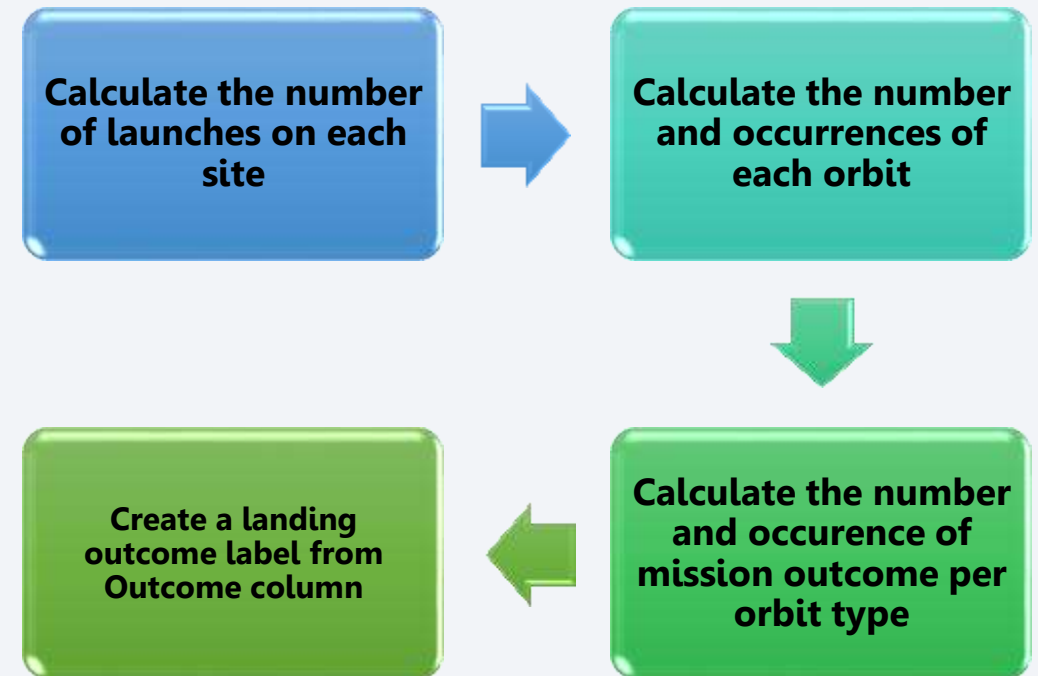 Calculate the number
of launches on each
site
Calculate the number
and occurrences of
each orbit
Calculate the number
and occurence of
mission outcome per
orbit type
Create a landing
outcome label from
Outcome column